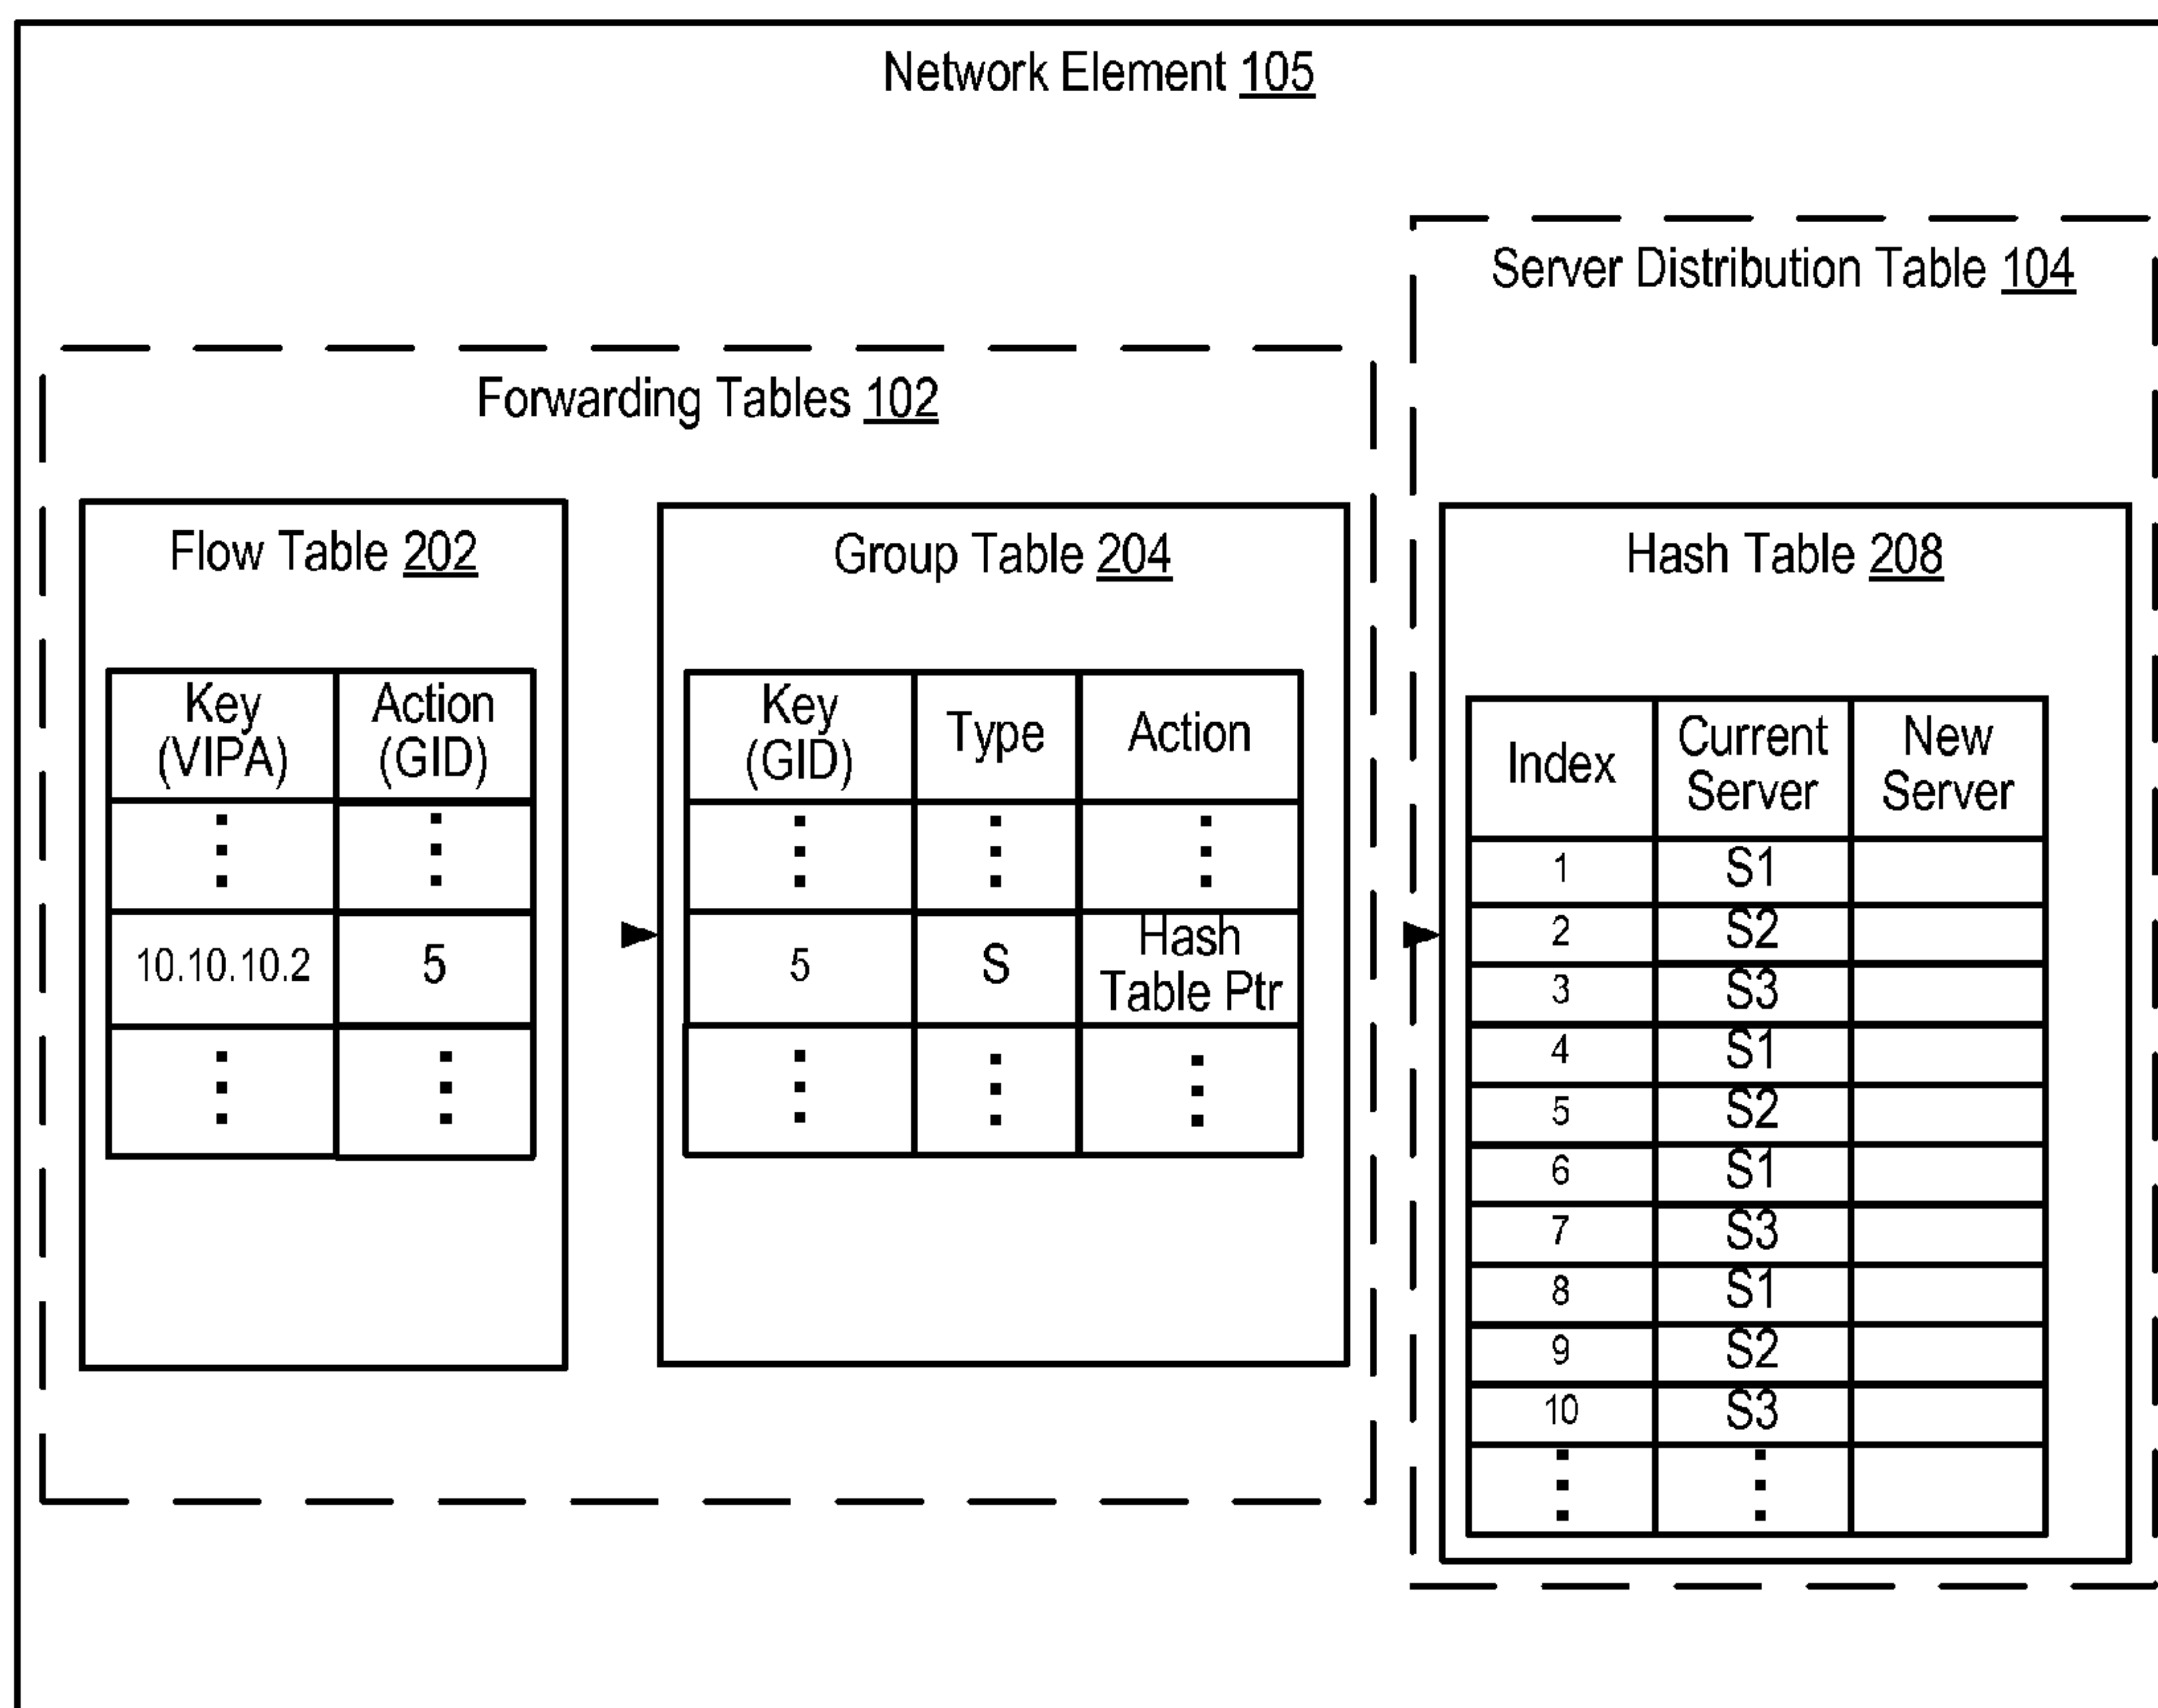 Network Element 105
Server Distribution Table 104
Forwarding Tables 102
Flow Table 202
Key
(VIPA)
Action
(GID)
10.10.10.2
5
Group Table 204
Key
(GID)
Type
Action
5
S
Hash
Table Ptr
Hash Table 208
Index
Current
Server
New
Server
1 S1
2 S2
3 S3
4 S1
5 S2
6 S1
7 S3
8 S1
9 S2
10 S3